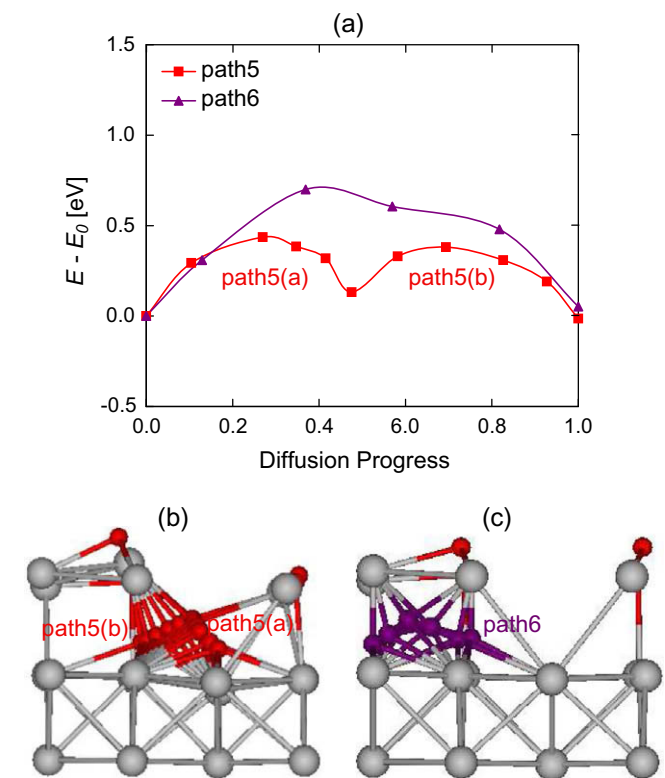 (a)
1.5
path5
path6
1.0
E - E0 [eV]
0.5
path5(a)
path5(b)
0.0
-0.5
0.0
0.2
0.4
6.0
0.8
1.0
Diffusion Progress
(b)
(c)
path5(b)
path5(a)
path6